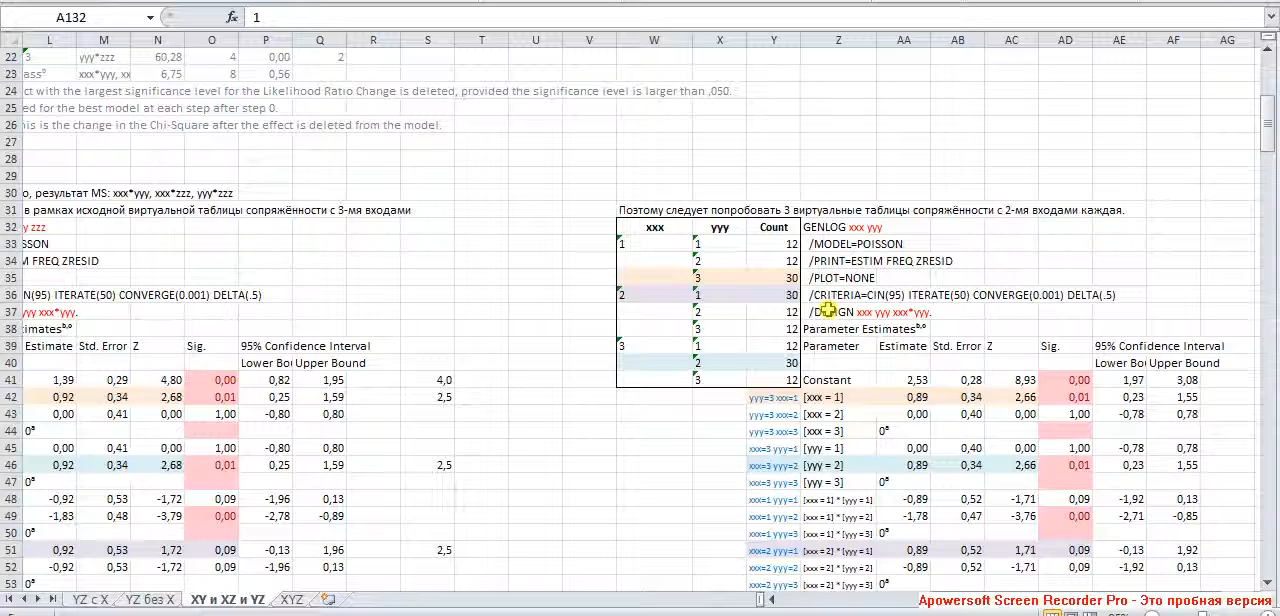 A132 fx 1
L M N O P Q R S T U V W X Y Z AA AB AC AD AE AF AG
22 3 yyy*zzz 60,28 4 0,00 2
23 ass⁰ xxx*yyy, xx 6,75 8 0,56
24 ct with the largest significance level for the Likelihood Ratio Change is deleted, provided the significance level is larger than ,050.
25 ed for the best model at each step after step 0.
26 his is the change in the Chi-Square after the effect is deleted from the model.
27
28
29
30 о, результат MS: xxx*yyy, xxx*zzz, yyy*zzz
31 в рамках исходной виртуальной таблицы сопряжённости с 3-мя входами Поэтому следует попробовать 3 виртуальные таблицы сопряжённости с 2-мя входами каждая.
32 y zzz xxx yyy Count GENLOG xxx yyy
33 SSON 1 1 12 /MODEL=POISSON
34 IM FREQ ZRESID 2 12 /PRINT=ESTIM FREQ ZRESID
35 3 30 /PLOT=NONE
36 IN(95) ITERATE(50) CONVERGE(0.001) DELTA(.5) 2 1 30 /CRITERIA=CIN(95) ITERATE(50) CONVERGE(0.001) DELTA(.5)
37 yyy xxx*yyy. 2 12 /DESIGN xxx yyy xxx*yyy.
38 timatesᵇ·ᵒ 3 12 Parameter Estimatesᵇ·ᵒ
39 Estimate Std. Error Z Sig. 95% Confidence Interval 3 1 12 Parameter Estimate Std. Error Z Sig. 95% Confidence Interval
40 Lower Bou Upper Bound 2 30 Lower Bou Upper Bound
41 1,39 0,29 4,80 0,00 0,82 1,95 4,0 3 12 Constant 2,53 0,28 8,93 0,00 1,97 3,08
42 0,92 0,34 2,68 0,01 0,25 1,59 2,5 yyy=3 xxx=1 [xxx = 1] 0,89 0,34 2,66 0,01 0,23 1,55
43 0,00 0,41 0,00 1,00 -0,80 0,80 yyy=3 xxx=2 [xxx = 2] 0,00 0,40 0,00 1,00 -0,78 0,78
44 0ᵃ yyy=3 xxx=3 [xxx = 3] 0ᵃ
45 0,00 0,41 0,00 1,00 -0,80 0,80 xxx=3 yyy=1 [yyy = 1] 0,00 0,40 0,00 1,00 -0,78 0,78
46 0,92 0,34 2,68 0,01 0,25 1,59 2,5 xxx=3 yyy=2 [yyy = 2] 0,89 0,34 2,66 0,01 0,23 1,55
47 0ᵃ xxx=3 yyy=3 [yyy = 3] 0ᵃ
48 -0,92 0,53 -1,72 0,09 -1,96 0,13 xxx=1 yyy=1 [xxx = 1] * [yyy = 1] -0,89 0,52 -1,71 0,09 -1,92 0,13
49 -1,83 0,48 -3,79 0,00 -2,78 -0,89 xxx=1 yyy=2 [xxx = 1] * [yyy = 2] -1,78 0,47 -3,76 0,00 -2,71 -0,85
50 0ᵃ xxx=1 yyy=3 [xxx = 1] * [yyy = 3] 0ᵃ
51 0,92 0,53 1,72 0,09 -0,13 1,96 2,5 xxx=2 yyy=1 [xxx = 2] * [yyy = 1] 0,89 0,52 1,71 0,09 -0,13 1,92
52 -0,92 0,53 -1,72 0,09 -1,96 0,13 xxx=2 yyy=2 [xxx = 2] * [yyy = 2] -0,89 0,52 -1,71 0,09 -1,92 0,13
53 0ᵃ xxx=2 yyy=3 [xxx = 2] * [yyy = 3] 0ᵃ
YZ с X YZ без X XY и XZ и YZ XYZ
Apowersoft Screen Recorder Pro - Это пробная версия